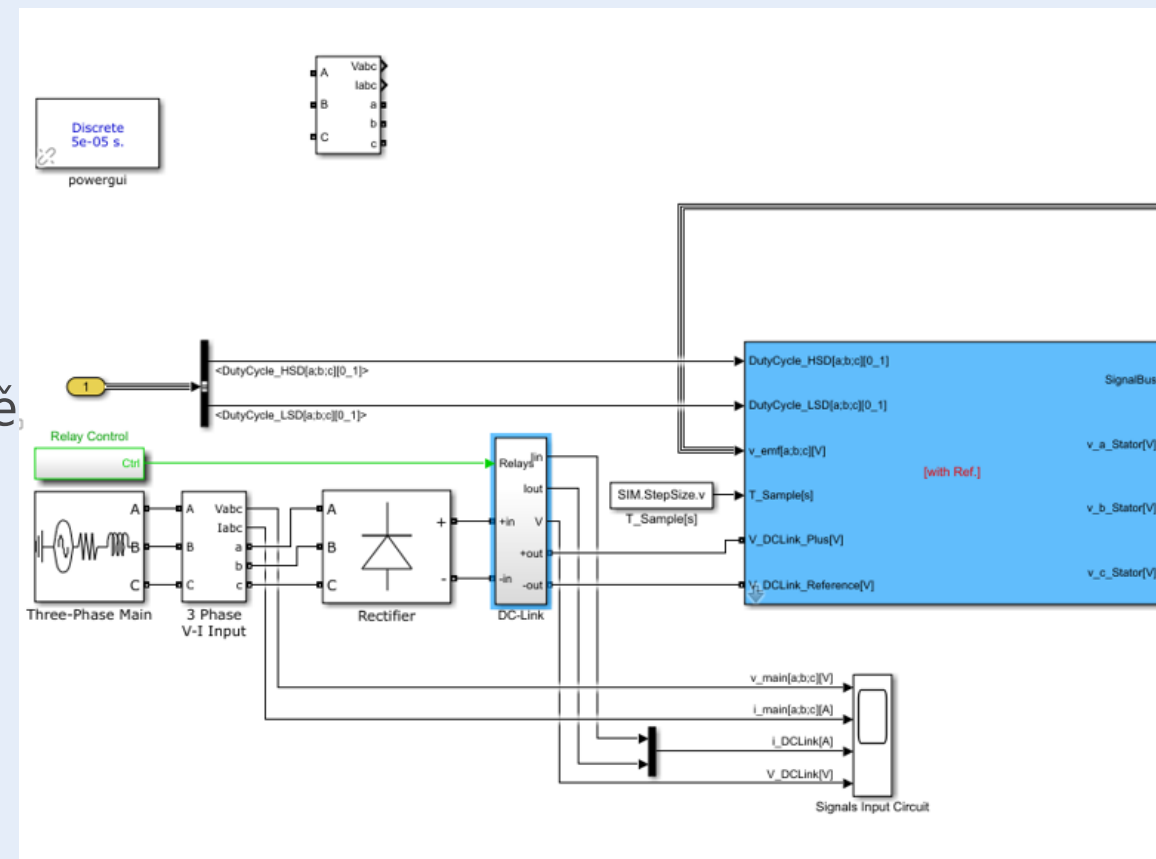 Vabc
A
Iabc
B
a
b
C
c
Discrete
5e-05 s.
powergui
DutyCycle_HSD[a;b;c][0_1]
<DutyCycle_HSD[a;b;c][0_1]>
SignalBus
1
ě
DutyCycle_LSD[a;b;c][0_1]
<DutyCycle_LSD[a;b;c][0_1]>
Relay Control
Ctrl
v_emf[a;b;c][V]
v_a_Stator[V]
[with Ref.]
Relays
Iin
Iout
V
+in
+out
-in
-out
DC-Link
SIM.StepSize.v
T_Sample[s]
T_Sample[s]
v_b_Stator[V]
V_DCLink_Plus[V]
v_c_Stator[V]
V_DCLink_Reference[V]
A
B
C
Three-Phase Main
A
Vabc
Iabc
B
a
b
C
c
3 Phase
V-I Input
A
+
B
C
-
Rectifier
v_main[a;b;c][V]
i_main[a;b;c][A]
i_DCLink[A]
V_DCLink[V]
Signals Input Circuit